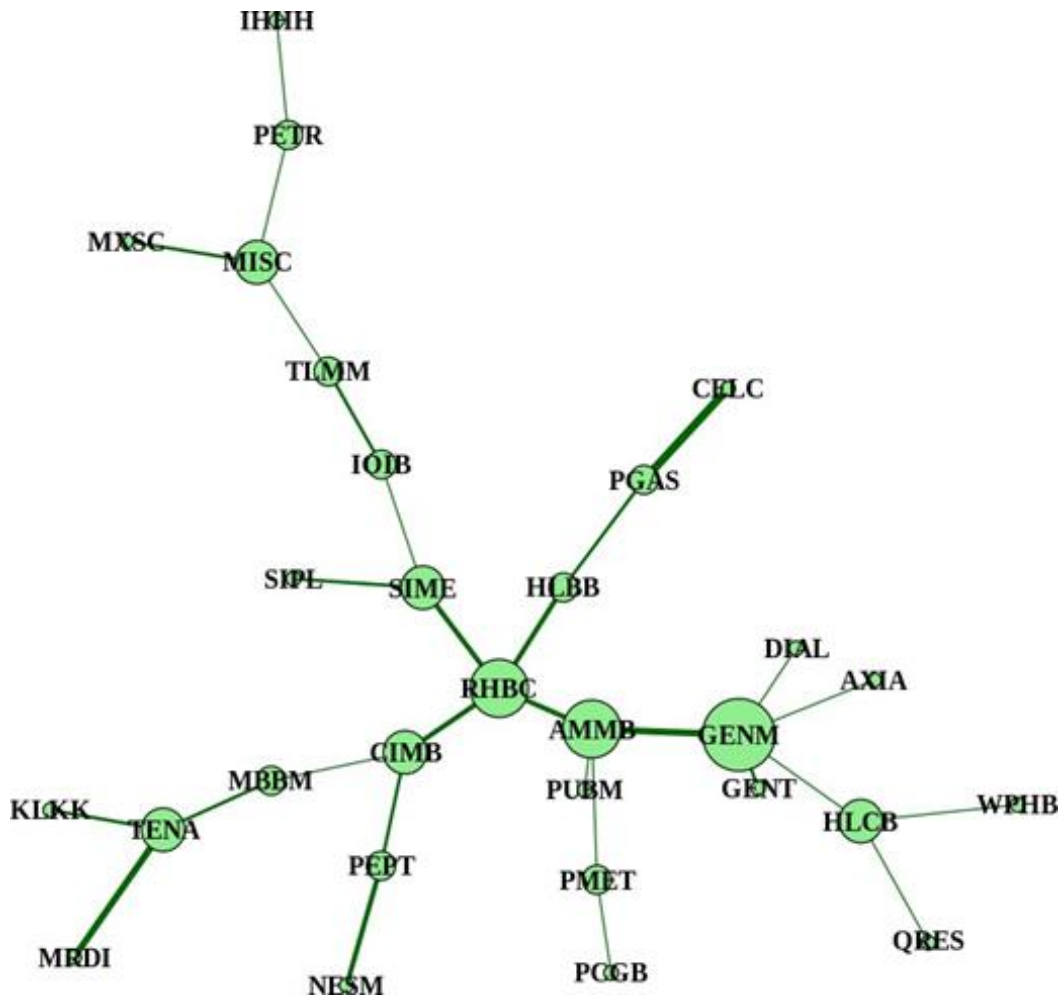 IHHH
PETR
MXSC
MISC
TLMM
CELC
IOIB
PGAS
SIPL
SIME
HLBB
DIAL
RHBC
AXIA
AMMB
GENM
CIMB
MBBM
PUBM
GENT
KLKK
WPHB
TENA
HLCB
PEPT
PMET
QRES
MRDI
PCGB
NESM